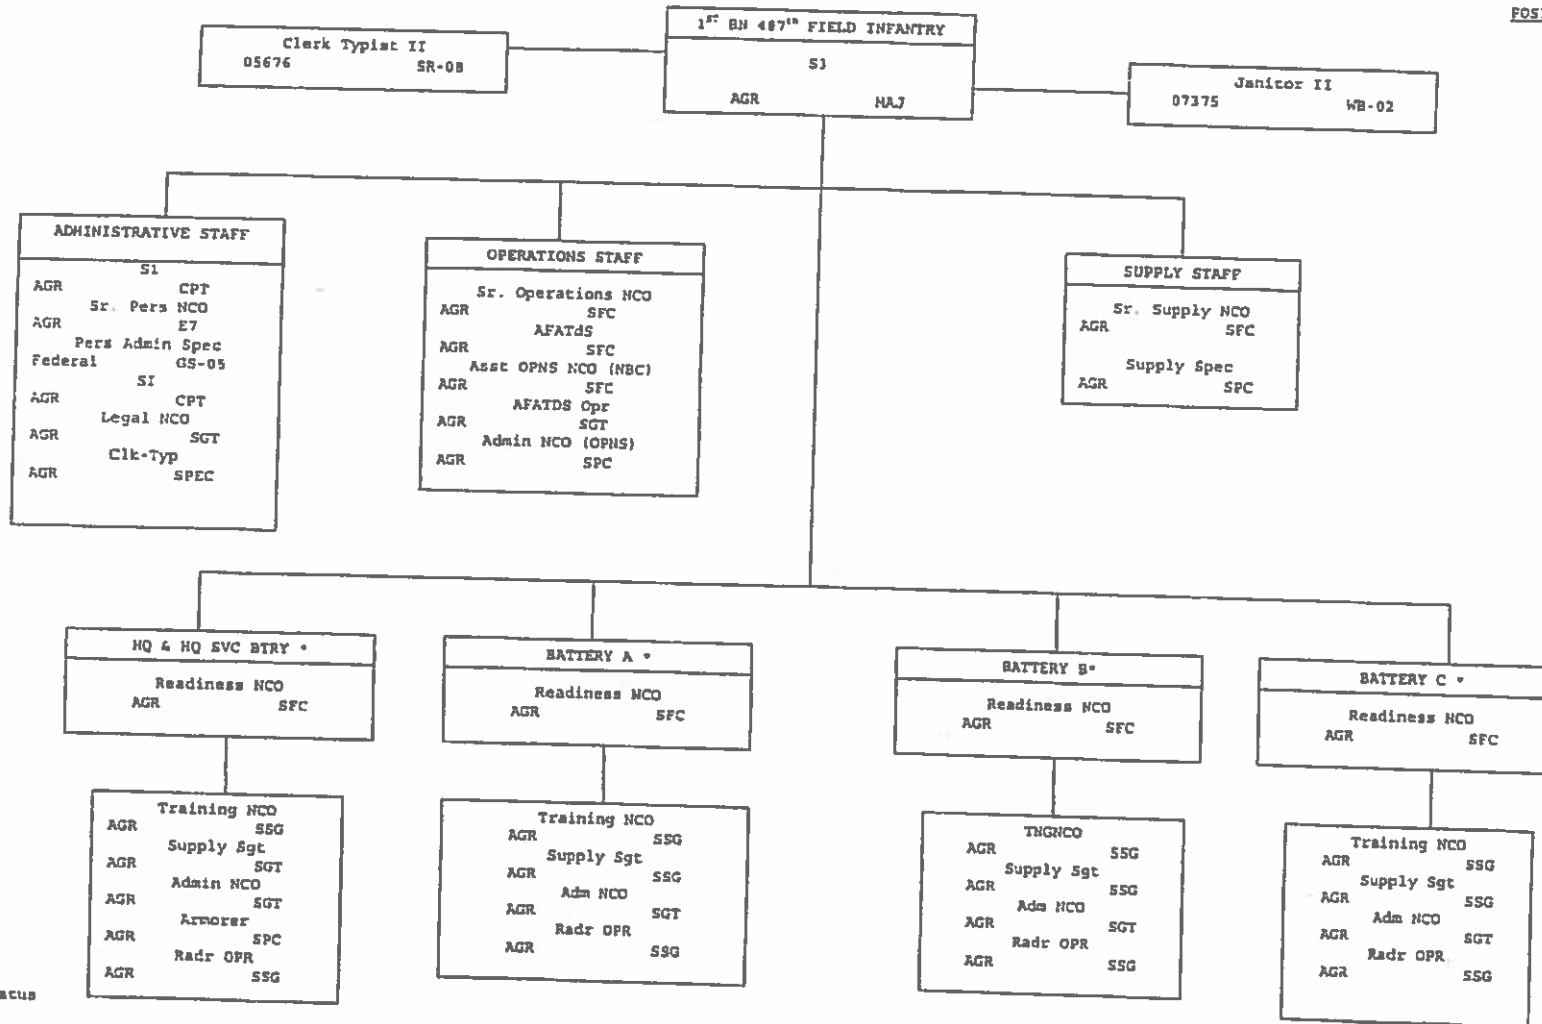 POSI
1ST BN 487th FIELD INFANTRY
S3
AGR MAJ
Clerk Typist II
05676 SR-08
Janitor II
07375 WB-02
ADMINISTRATIVE STAFF
S1
AGR CPT
Sr. Pers NCO
AGR E7
Pers Admin Spec
Federal GS-05
SI
AGR CPT
Legal NCO
AGR SGT
Clk-Typ
AGR SPEC
OPERATIONS STAFF
Sr. Operations NCO
AGR SFC
AFATdS
AGR SFC
Asst OPNS NCO (NBC)
AGR SFC
AFATDS Opr
AGR SGT
Admin NCO (OPNS)
AGR SPC
SUPPLY STAFF
Sr. Supply NCO
AGR SFC
Supply Spec
AGR SPC
HQ & HQ SVC BTRY *
Readiness NCO
AGR SFC
Training NCO
AGR SSG
Supply Sgt
AGR SGT
Admin NCO
AGR SGT
Armorer
AGR SPC
Radr OPR
AGR SSG
BATTERY A *
Readiness NCO
AGR SFC
Training NCO
AGR SSG
Supply Sgt
AGR SSG
Adm NCO
AGR SGT
Radr OPR
AGR SSG
BATTERY B*
Readiness NCO
AGR SFC
TNGNCO
AGR SSG
Supply Sgt
AGR SSG
Adm NCO
AGR SGT
Radr OPR
AGR SSG
BATTERY C *
Readiness NCO
AGR SFC
Training NCO
AGR SSG
Supply Sgt
AGR SSG
Adm NCO
AGR SGT
Radr OPR
AGR SSG
atus